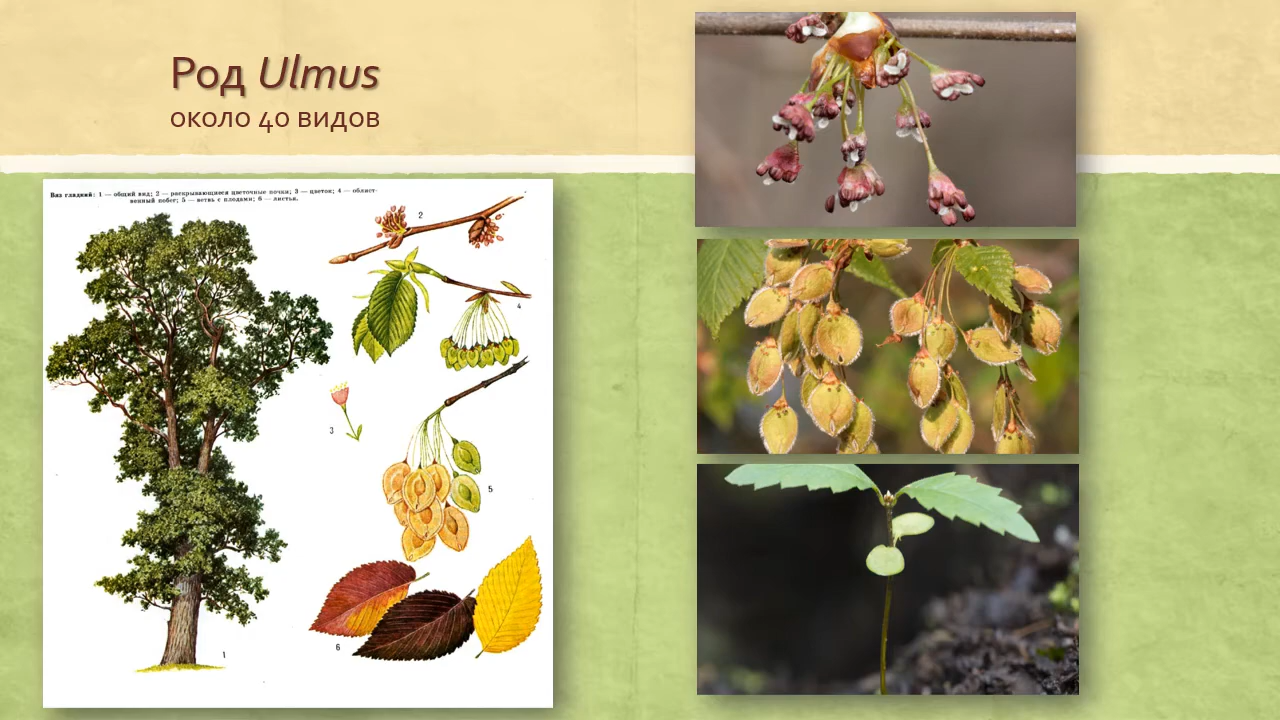 Род Ulmus
около 40 видов
Вяз гладкий: 1 — общий вид; 2 — раскрывающиеся цветочные почки; 3 — цветок; 4 — облист-
венный побег; 5 — ветвь с плодами; 6 — листья.
2
4
3
5
6
1